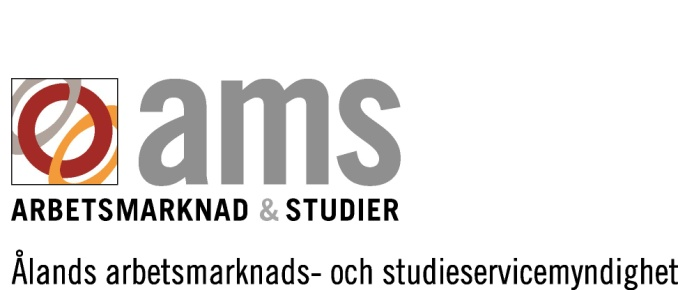 ams
ARBETSMARKNAD & STUDIER
Ålands arbetsmarknads- och studieservicemyndighet